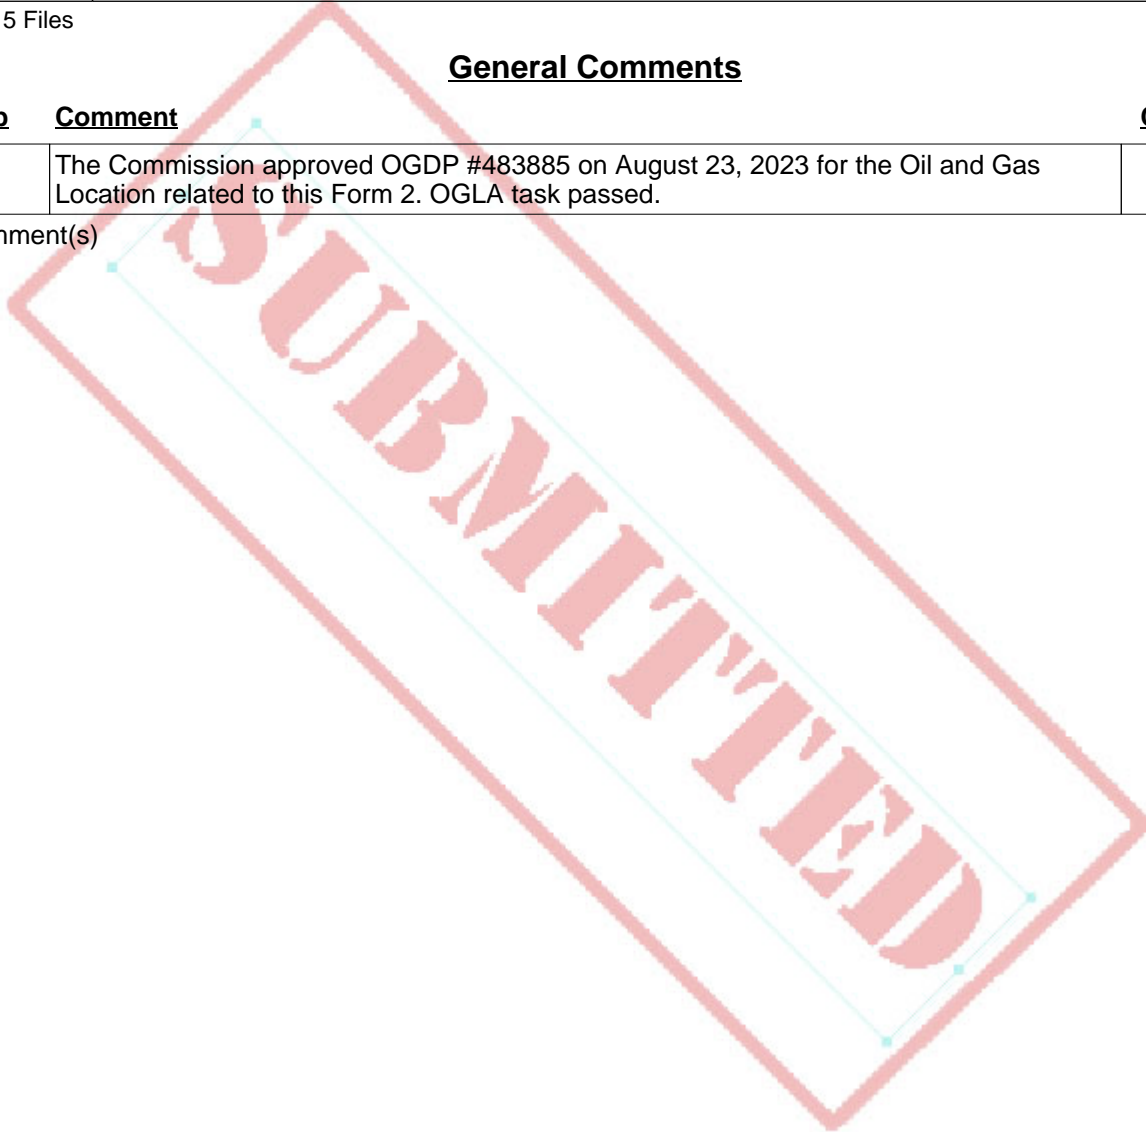 5 Files
General Comments
Comment
The Commission approved OGDP #483885 on August 23, 2023 for the Oil and Gas
Location related to this Form 2. OGLA task passed.
mment(s)
SUBMITTED